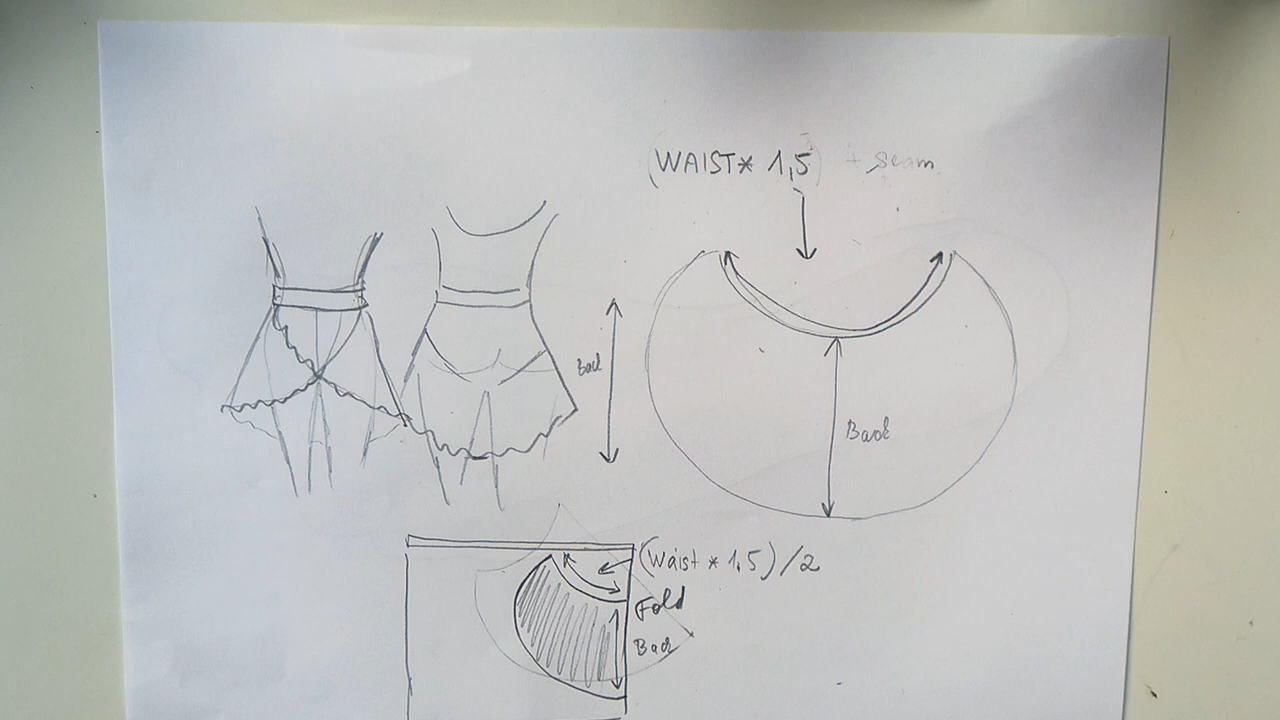 (WAIST* 1,5) + seam
Back
Back
(Waist * 1.5)/2
Fold
Back